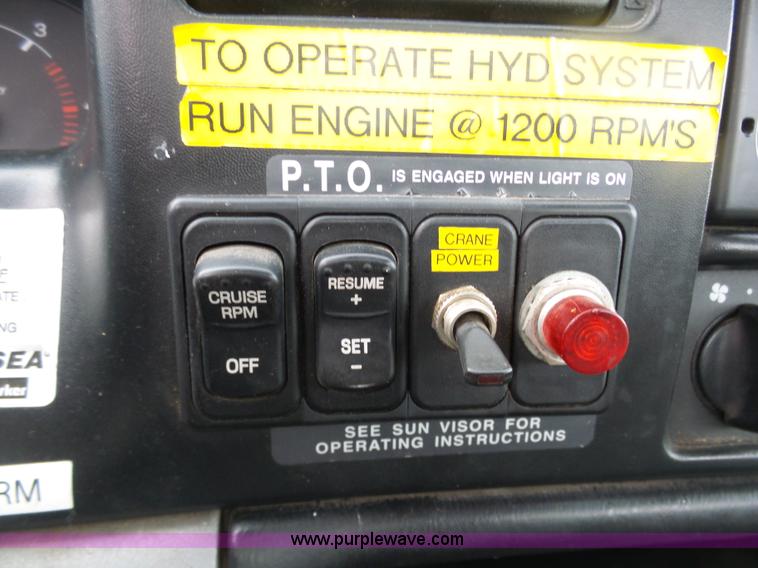 3
TO OPERATE HYD SYSTEM
RUN ENGINE @ 1200 RPM'S
P.T.O. IS ENGAGED WHEN LIGHT IS ON
CRANE
POWER
CRUISE
RPM
OFF
RESUME
+
SET
-
SEE SUN VISOR FOR
OPERATING INSTRUCTIONS
www.purplewave.com